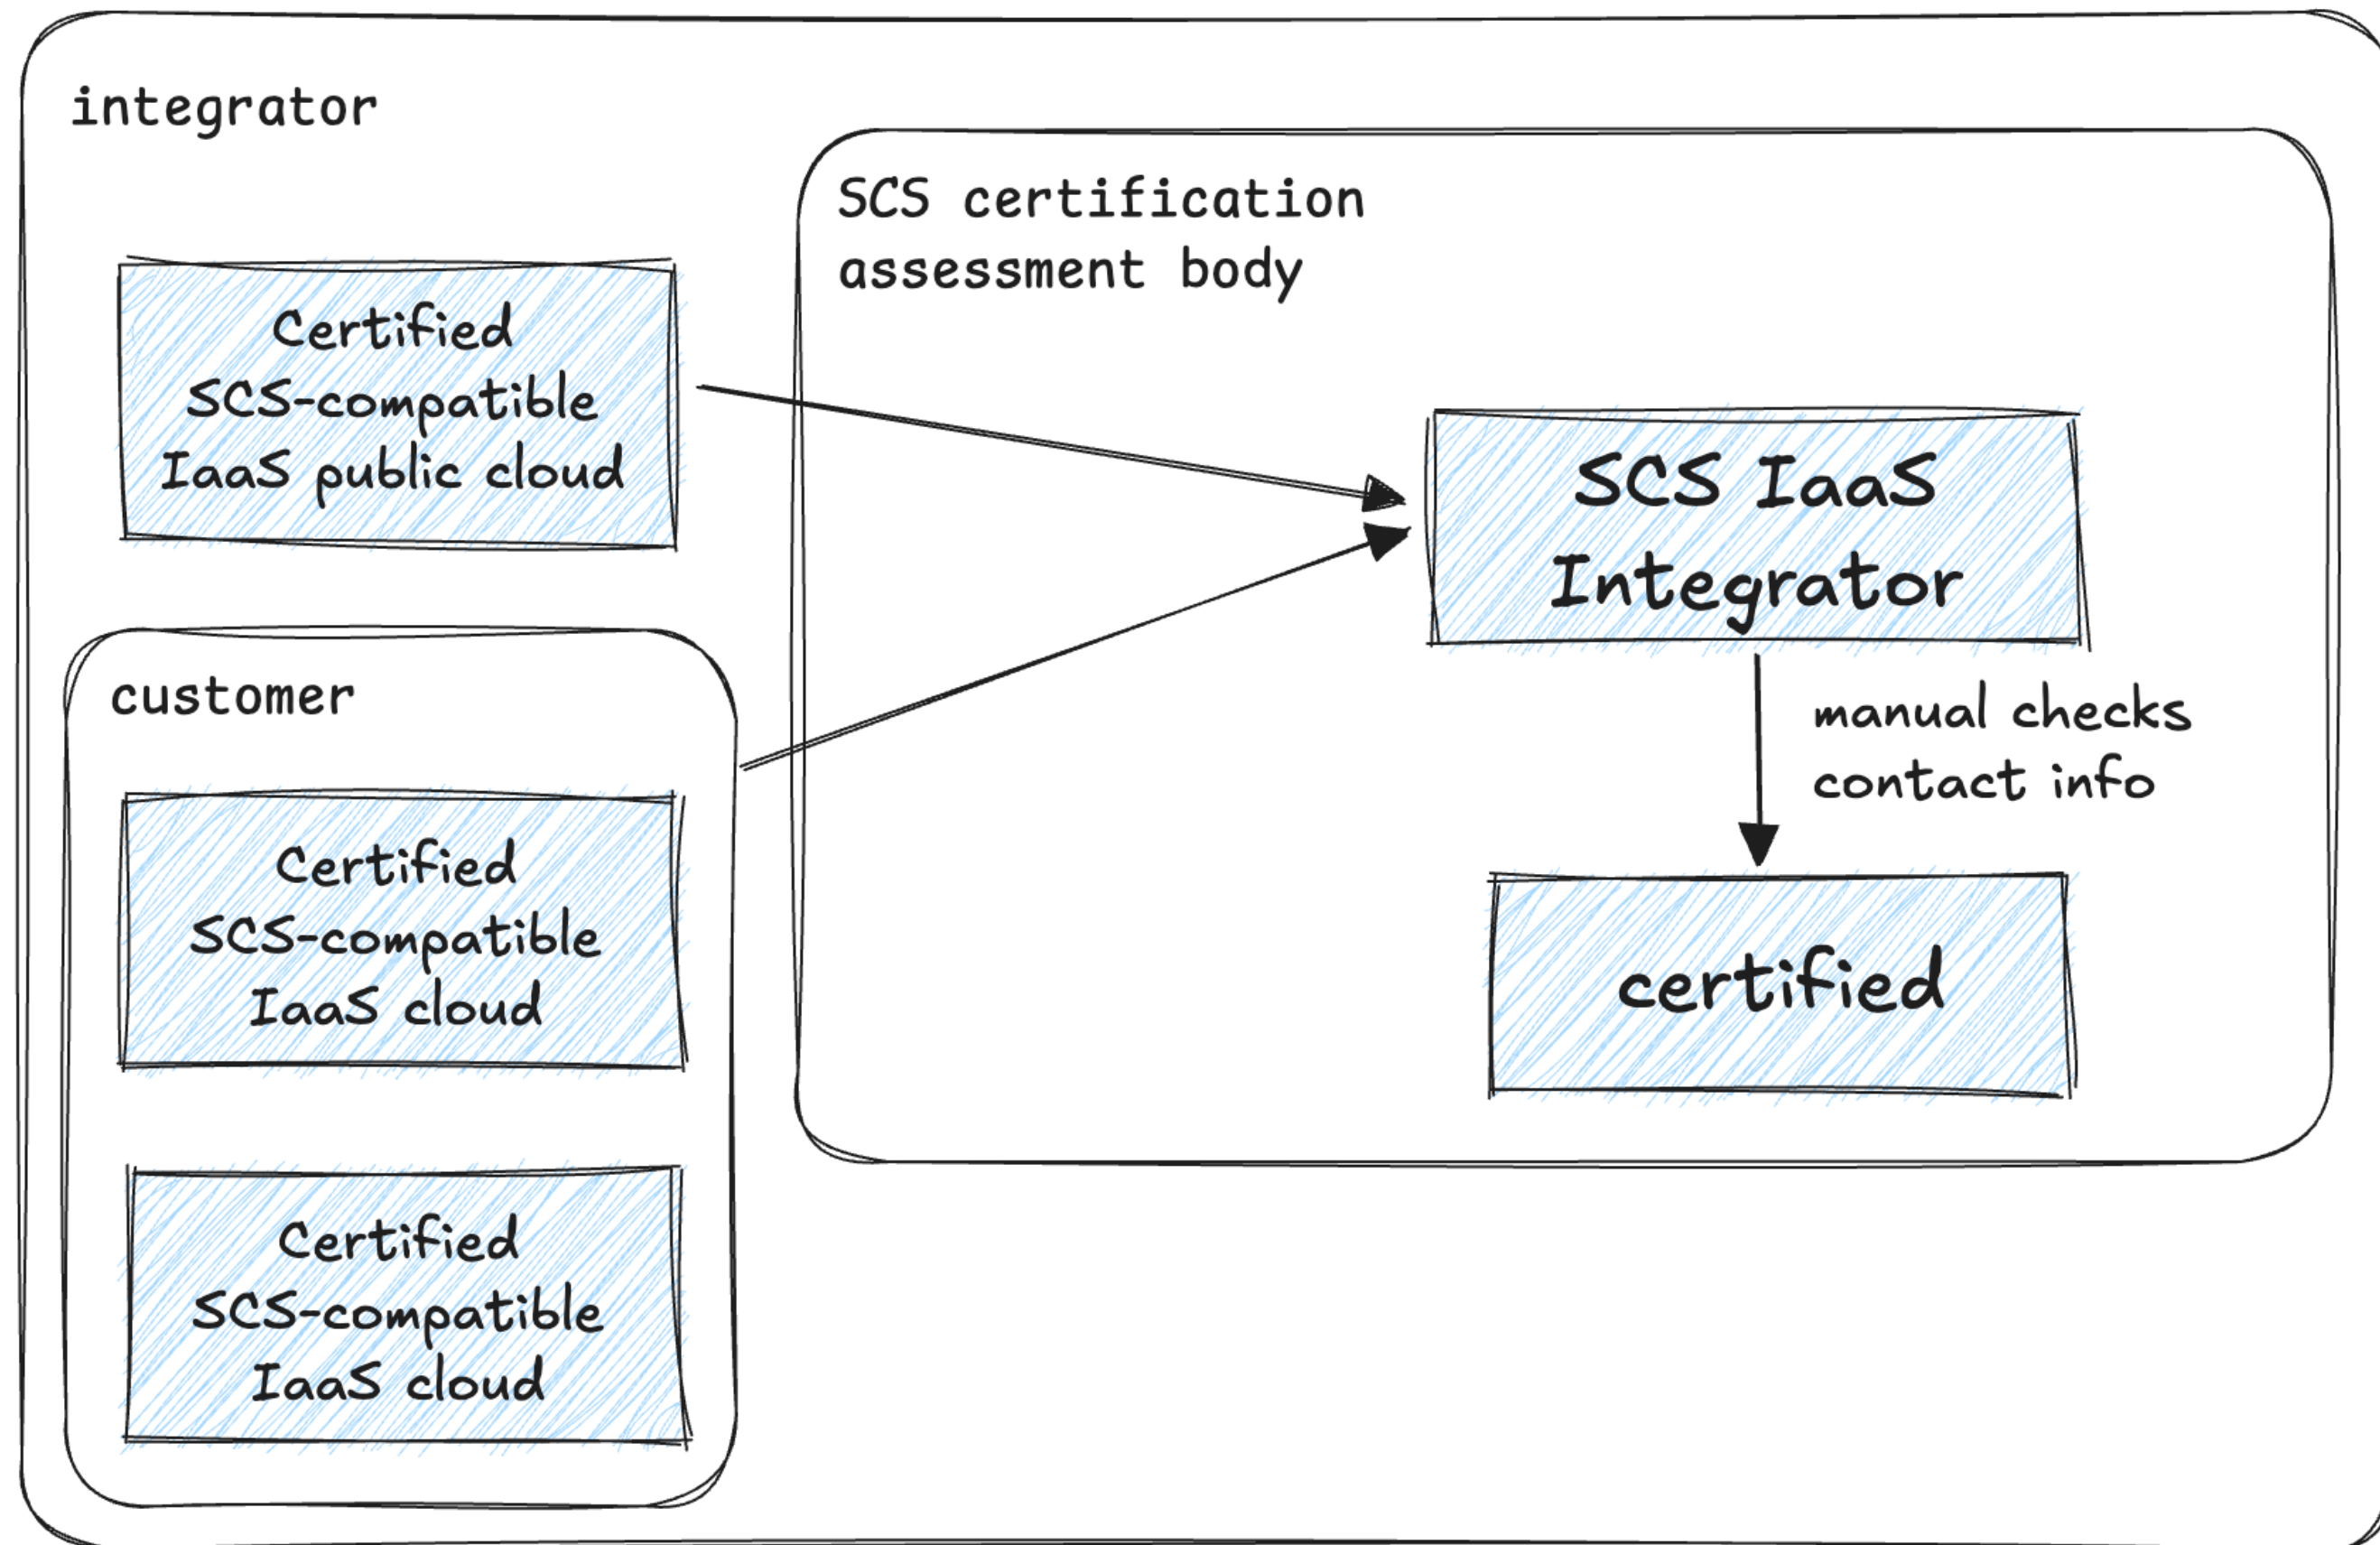 integrator
SCS certification
assessment body
Certified
SCS-compatible
IaaS public cloud
SCS IaaS
Integrator
manual checks
contact info
certified
customer
Certified
SCS-compatible
IaaS cloud
Certified
SCS-compatible
IaaS cloud